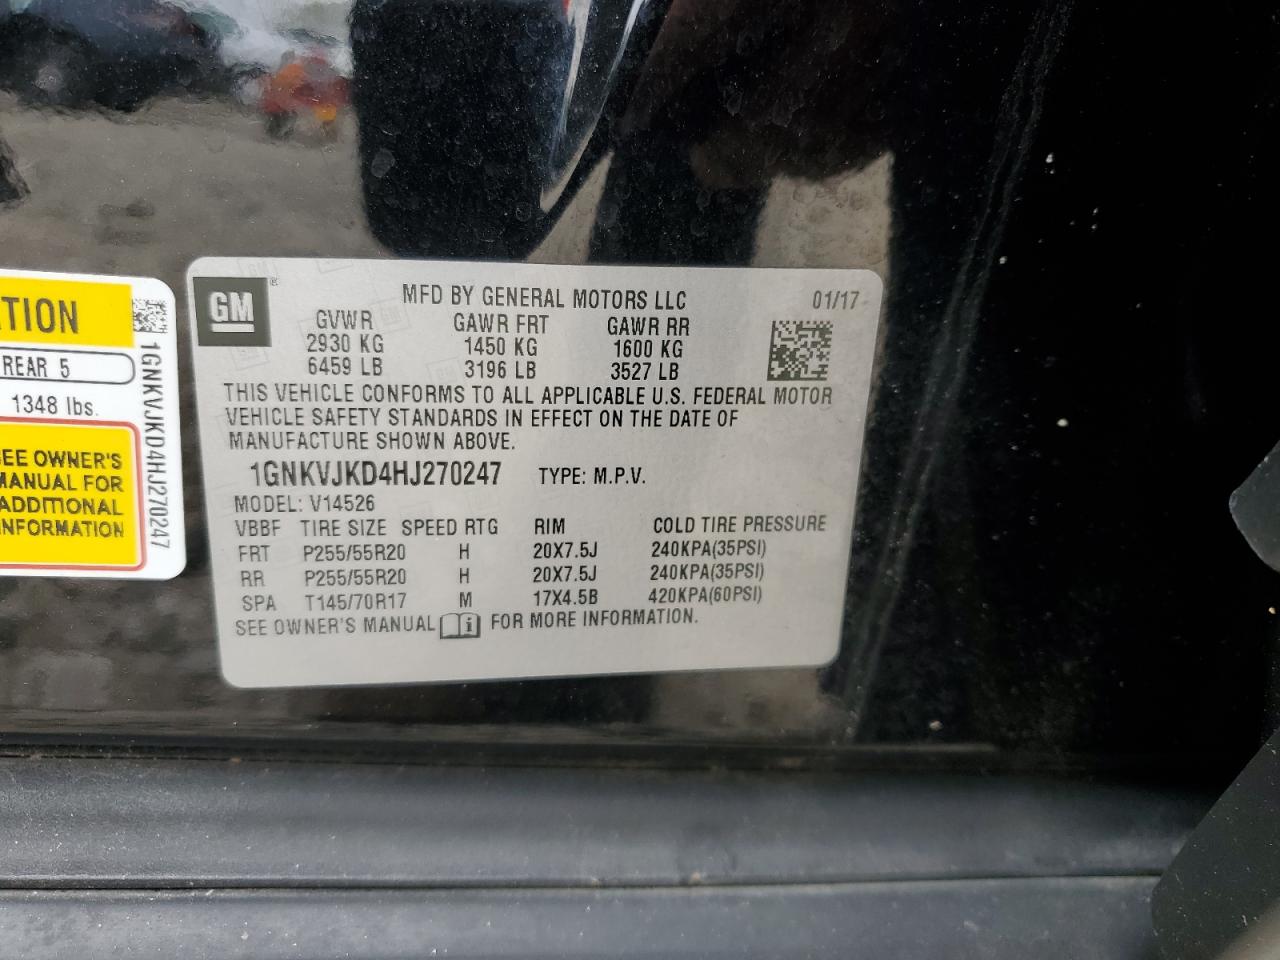 TION
REAR 5
1348 lbs.
SEE OWNER'S
MANUAL FOR
ADDITIONAL
INFORMATION
1GNKVJKD4HJ270247
GM ®
MFD BY GENERAL MOTORS LLC 01/17
GVWR GAWR FRT GAWR RR
2930 KG 1450 KG 1600 KG
6459 LB 3196 LB 3527 LB
THIS VEHICLE CONFORMS TO ALL APPLICABLE U.S. FEDERAL MOTOR
VEHICLE SAFETY STANDARDS IN EFFECT ON THE DATE OF
MANUFACTURE SHOWN ABOVE.
1GNKVJKD4HJ270247 TYPE: M.P.V.
MODEL: V14526
VBBF TIRE SIZE SPEED RTG RIM COLD TIRE PRESSURE
FRT P255/55R20 H 20X7.5J 240KPA(35PSI)
RR P255/55R20 H 20X7.5J 240KPA(35PSI)
SPA T145/70R17 M 17X4.5B 420KPA(60PSI)
SEE OWNER'S MANUAL i FOR MORE INFORMATION.